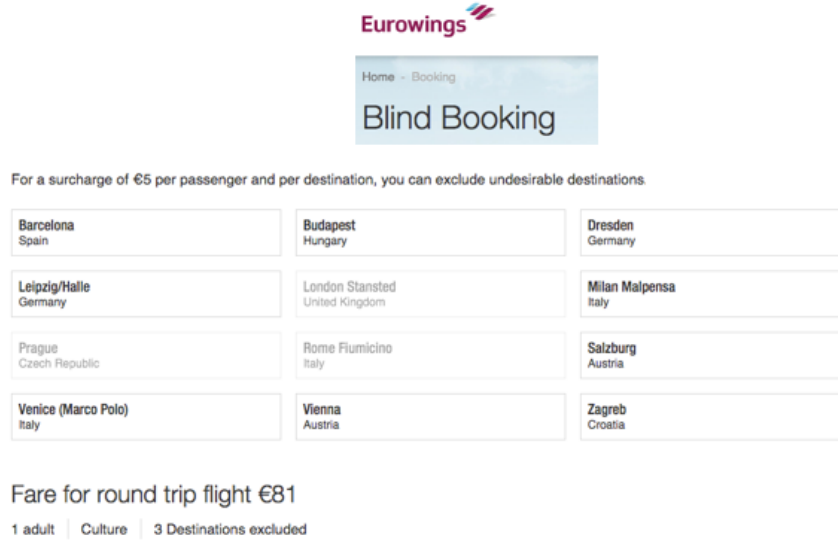 Eurowings
Home - Booking
Blind Booking
For a surcharge of €5 per passenger and per destination, you can exclude undesirable destinations.
Barcelona
Spain
Budapest
Hungary
Dresden
Germany
Leipzig/Halle
Germany
London Stansted
United Kingdom
Milan Malpensa
Italy
Prague
Czech Republic
Rome Fiumicino
Italy
Salzburg
Austria
Venice (Marco Polo)
Italy
Vienna
Austria
Zagreb
Croatia
Fare for round trip flight €81
1 adult Culture 3 Destinations excluded